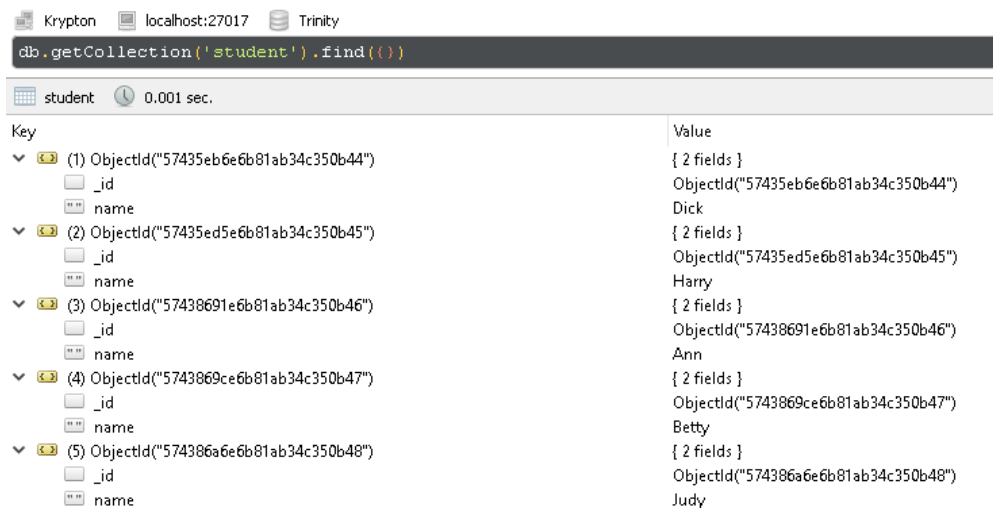 Krypton localhost:27017 Trinity
db.getCollection('student').find({})
student 0.001 sec.
Key Value
(1) ObjectId("57435eb6e6b81ab34c350b44") { 2 fields }
_id ObjectId("57435eb6e6b81ab34c350b44")
"" name Dick
(2) ObjectId("57435ed5e6b81ab34c350b45") { 2 fields }
_id ObjectId("57435ed5e6b81ab34c350b45")
"" name Harry
(3) ObjectId("57438691e6b81ab34c350b46") { 2 fields }
_id ObjectId("57438691e6b81ab34c350b46")
"" name Ann
(4) ObjectId("5743869ce6b81ab34c350b47") { 2 fields }
_id ObjectId("5743869ce6b81ab34c350b47")
"" name Betty
(5) ObjectId("574386a6e6b81ab34c350b48") { 2 fields }
_id ObjectId("574386a6e6b81ab34c350b48")
"" name Judy